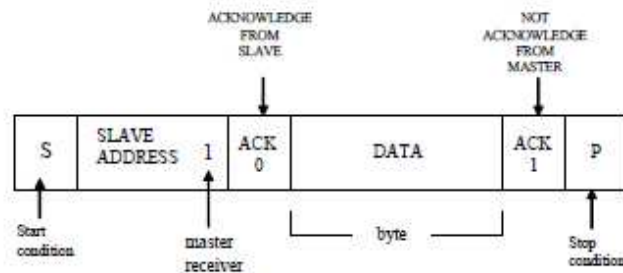 ACKNOWLEDGE
FROM
SLAVE
NOT
ACKNOWLEDGE
FROM
MASTER
S
SLAVE
ADDRESS 1
ACK
0
DATA
ACK
1
P
Start
condition
master
receiver
byte
Stop
condition